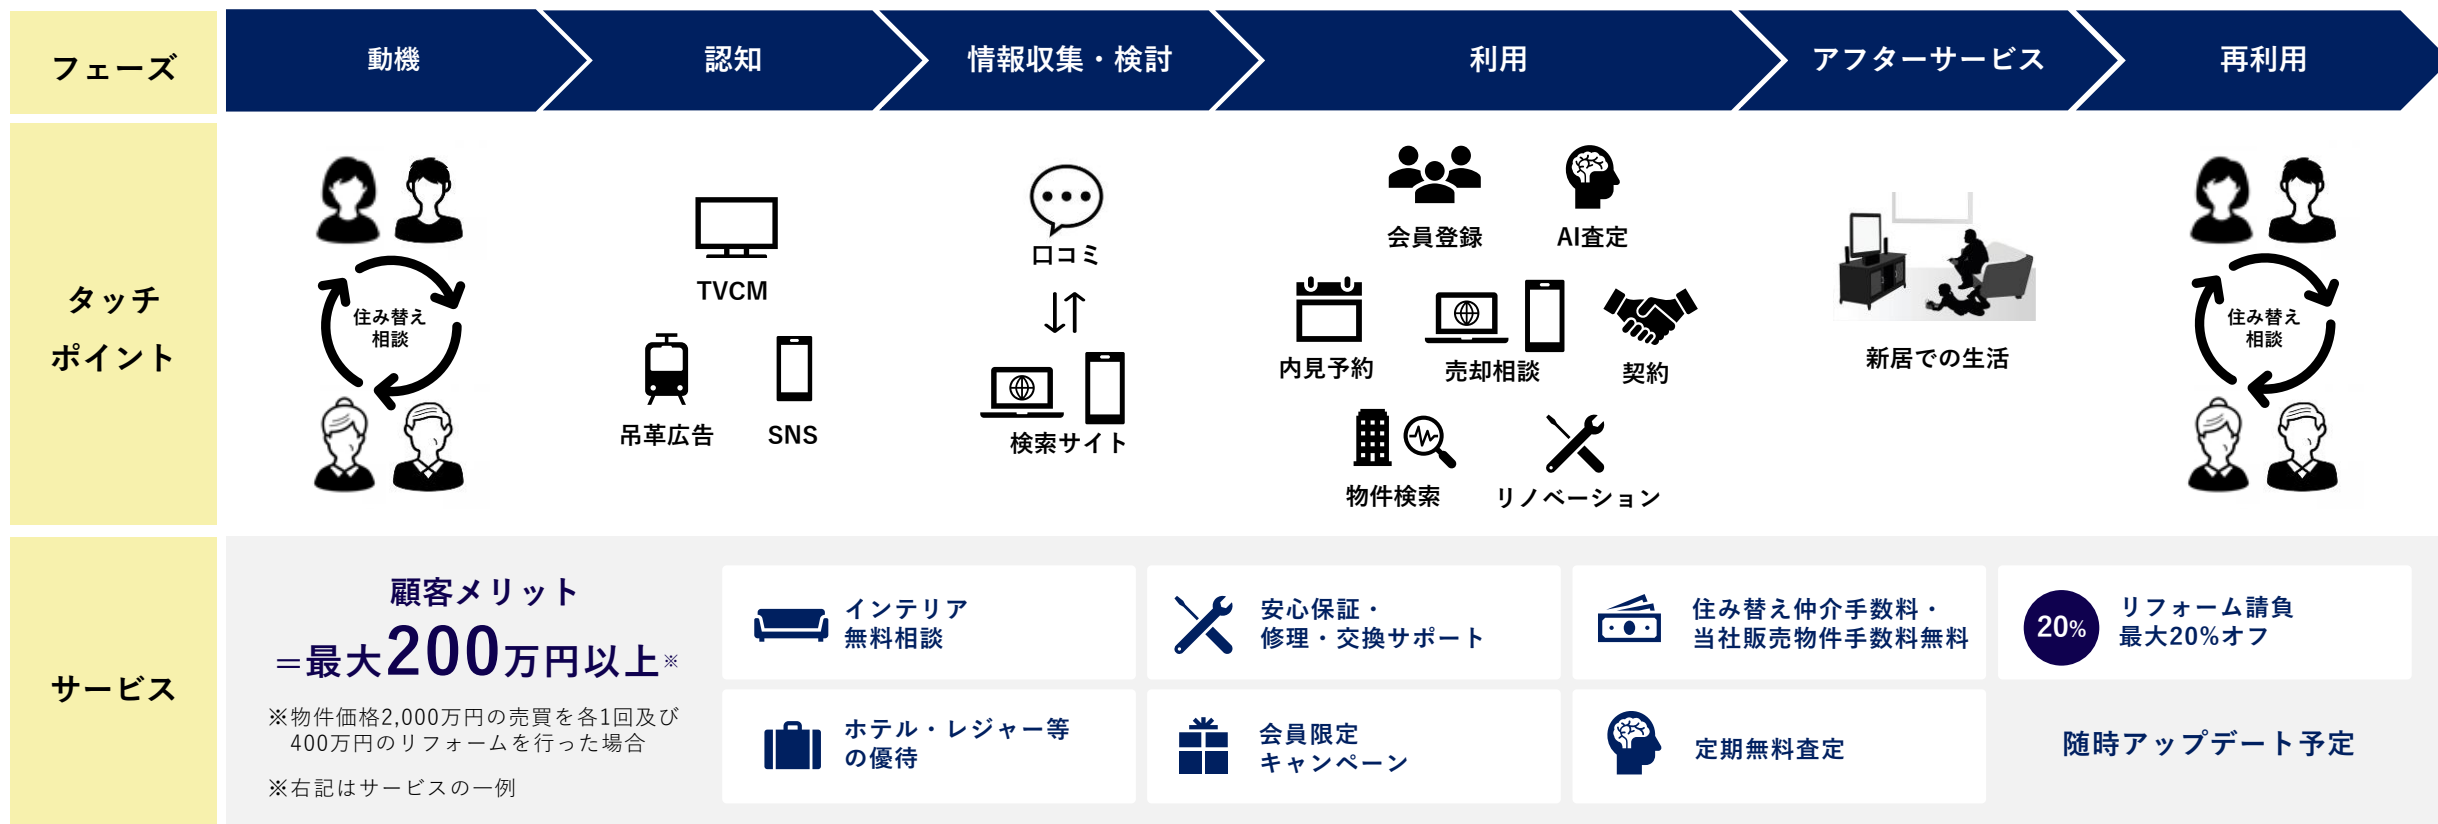 フェーズ
動機
認知
情報収集・検討
利用
アフターサービス
再利用
タッチ
ポイント
住み替え
相談
TVCM
吊革広告
SNS
口コミ
検索サイト
会員登録
AI査定
内見予約
売却相談
契約
物件検索
リノベーション
新居での生活
住み替え
相談
サービス
顧客メリット
＝最大200万円以上※
※物件価格2,000万円の売買を各1回及び
400万円のリフォームを行った場合
※右記はサービスの一例
インテリア
無料相談
安心保証・
修理・交換サポート
住み替え仲介手数料・
当社販売物件手数料無料
20%
リフォーム請負
最大20%オフ
ホテル・レジャー等
の優待
会員限定
キャンペーン
定期無料査定
随時アップデート予定